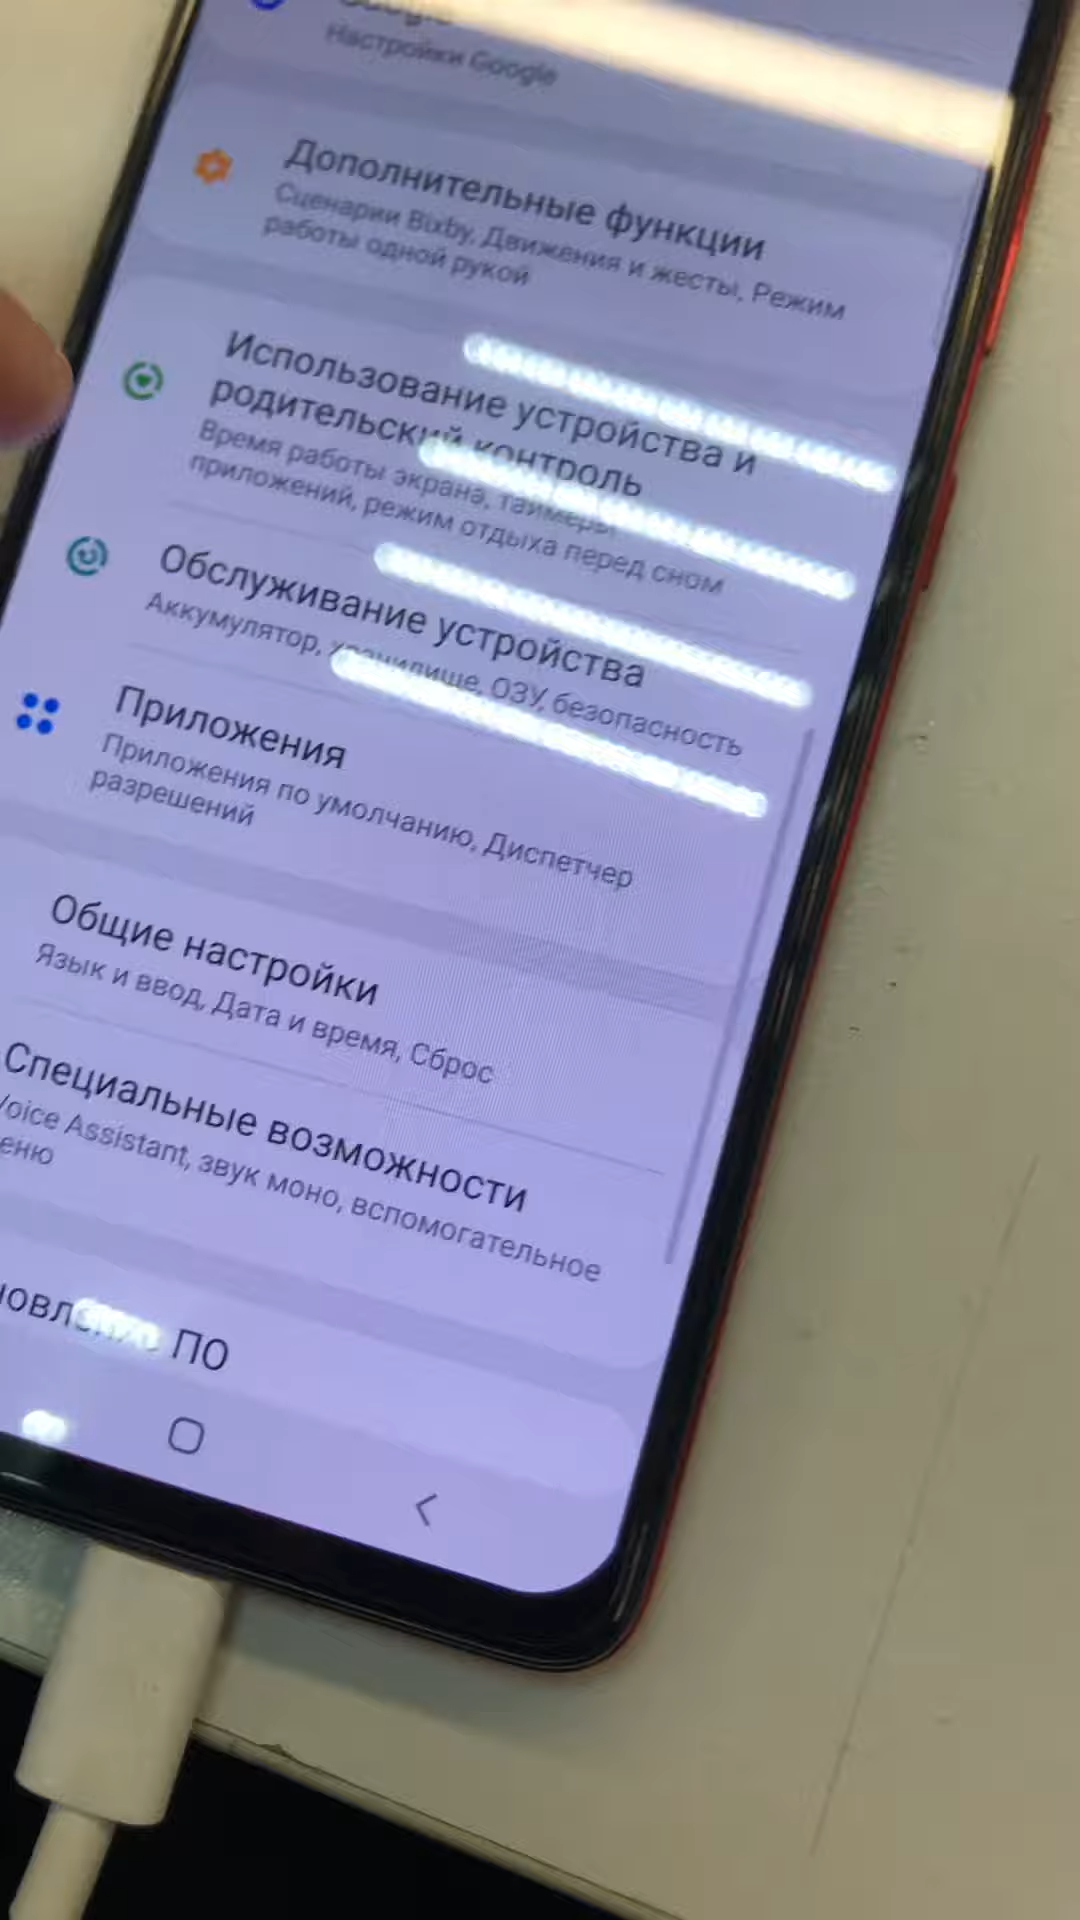 Google
Настройки Google
Дополнительные функции
Сценарии Bixby, Движения и жесты, Режим
работы одной рукой
Использование устройства и
родительский контроль
Время работы экрана, таймеры
приложений, режим отдыха перед сном
Обслуживание устройства
Аккумулятор, хранилище, ОЗУ, безопасность
Приложения
Приложения по умолчанию, Диспетчер
разрешений
Общие настройки
Язык и ввод, Дата и время, Сброс
Специальные возможности
Voice Assistant, звук моно, вспомогательное
еню
ПО